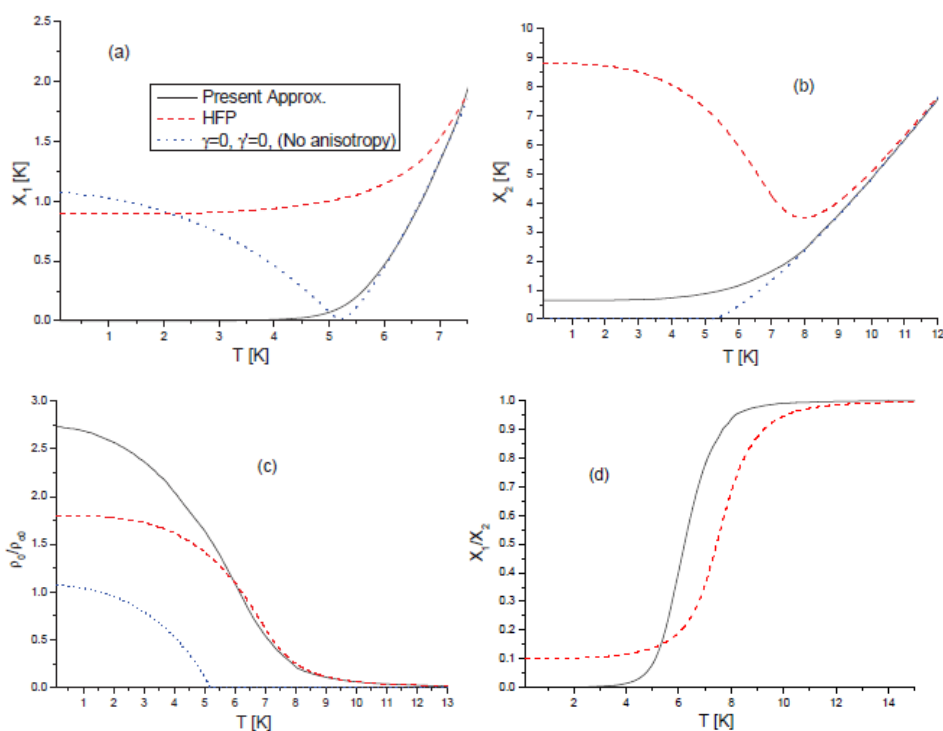 2.5
2.0
1.5
1.0
0.5
0.0
X₁ [K]
(a)
Present Approx.
HFP
γ=0, γ'=0, (No anisotropy)
1 2 3 4 5 6 7
T [K]
10
9
8
7
6
5
4
3
2
1
0
X₂ [K]
(b)
1 2 3 4 5 6 7 8 9 10 11 12
T [K]
3.0
2.5
2.0
1.5
1.0
0.5
0.0
ρ₀/ρc0
(c)
1 2 3 4 5 6 7 8 9 10 11 12 13
T [K]
1.0
0.9
0.8
0.7
0.6
0.5
0.4
0.3
0.2
0.1
0.0
X₁/X₂
(d)
2 4 6 8 10 12 14
T [K]